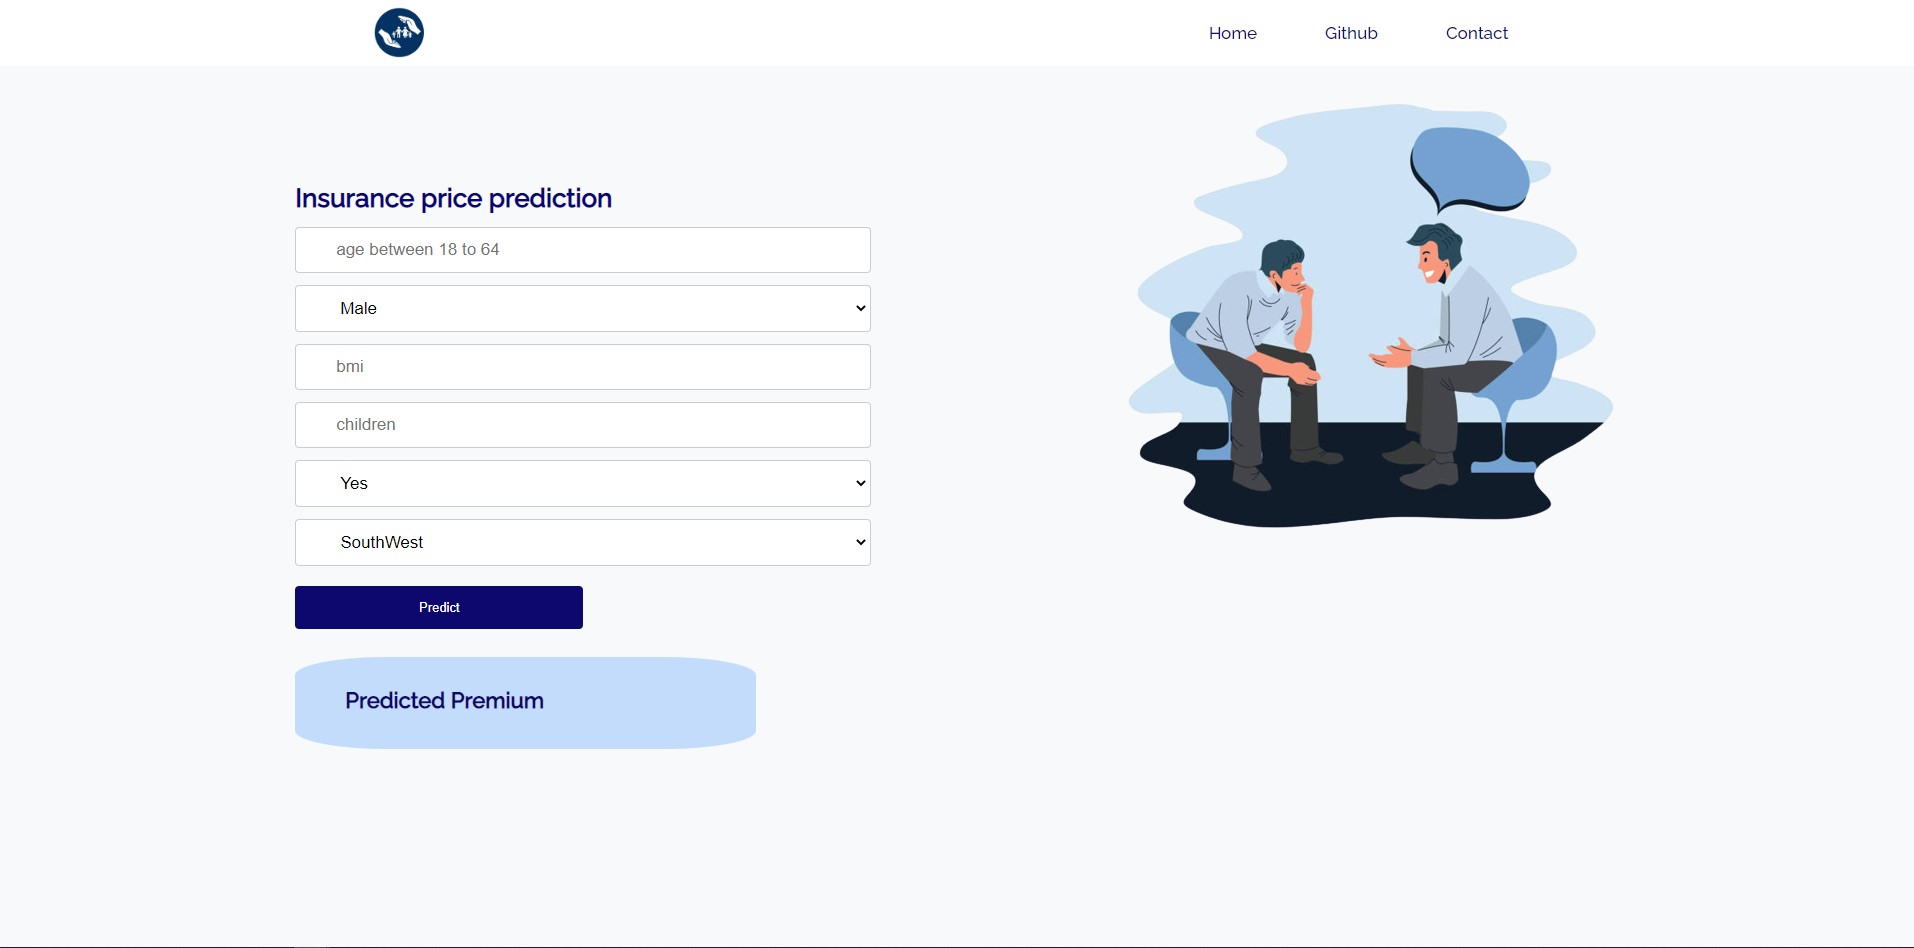 Home
Github
Contact
Insurance price prediction
age between 18 to 64
Male
bmi
children
Yes
SouthWest
Predict
Predicted Premium